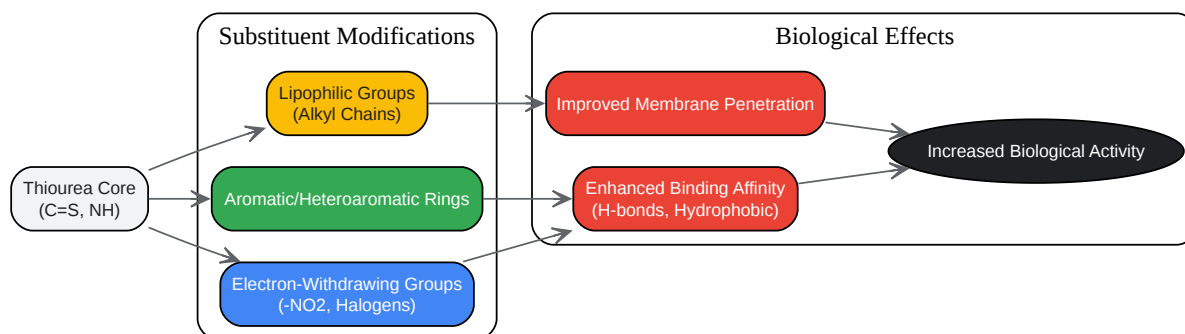 Substituent Modifications
Biological Effects
Lipophilic Groups
(Alkyl Chains)
Improved Membrane Penetration
Increased Biological Activity
Thiourea Core
(C=S, NH)
Aromatic/Heteroaromatic Rings
Enhanced Binding Affinity
(H-bonds, Hydrophobic)
Electron-Withdrawing Groups
(-NO2, Halogens)